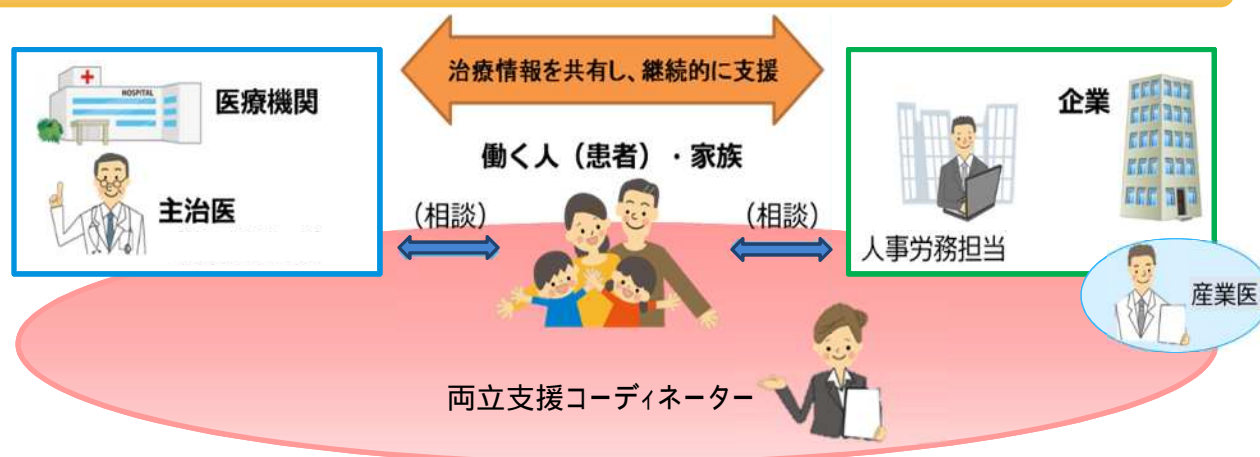 治療情報を共有し、継続的に支援
HOSPITAL
医療機関
主治医
働く人（患者）・家族
（相談）
（相談）
企業
人事労務担当
産業医
両立支援コーディネーター